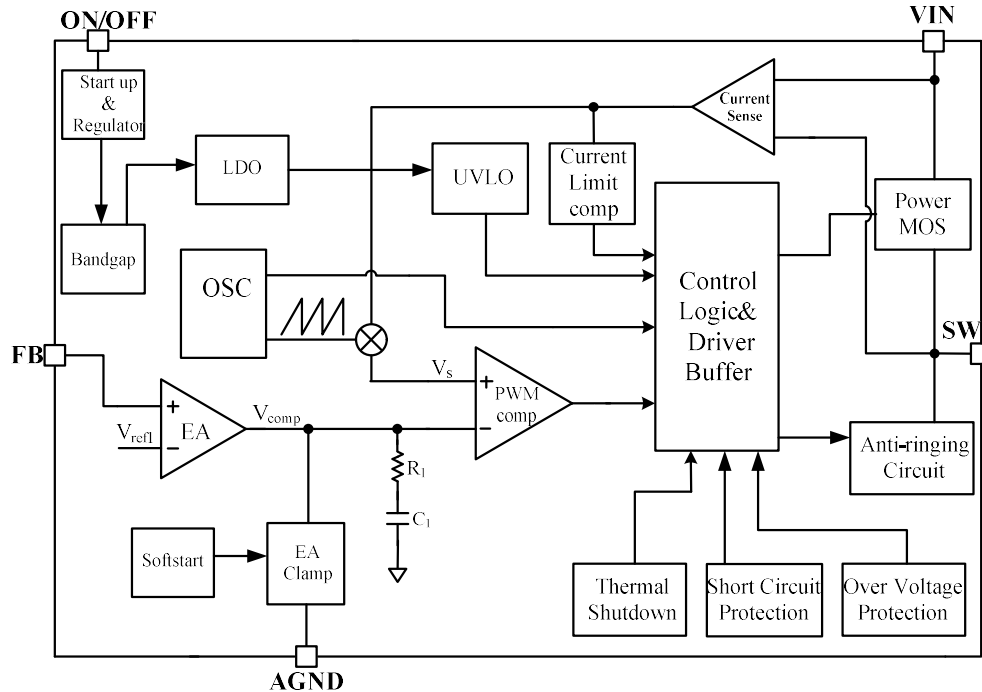 ON/OFF
VIN
Start up
&
Regulator
Current
Sense
LDO
UVLO
Current
Limit
comp
Power
MOS
Bandgap
OSC
Control
Logic&
Driver
Buffer
SW
FB
Vs
PWM
comp
Vcomp
EA
Vref1
Anti-ringing
Circuit
R1
C1
Softstart
EA
Clamp
Thermal
Shutdown
Short Circuit
Protection
Over Voltage
Protection
AGND